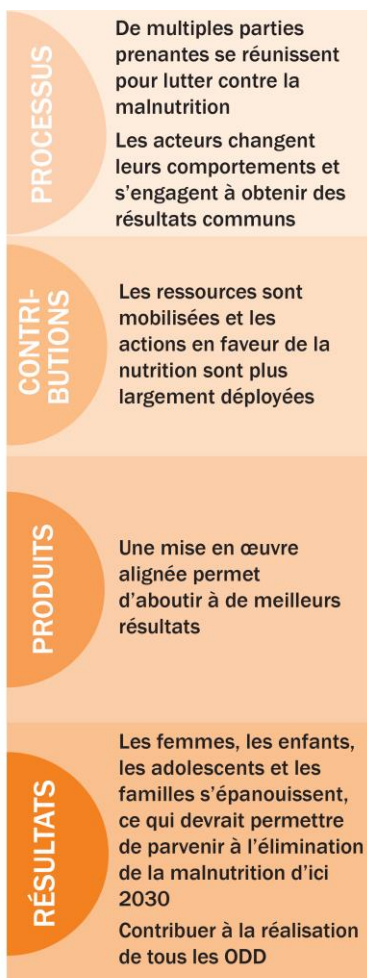 PROCESSUS
De multiples parties
prenantes se réunissent
pour lutter contre la
malnutrition
Les acteurs changent
leurs comportements et
s'engagent à obtenir des
résultats communs
CONTRI-
BUTIONS
Les ressources sont
mobilisées et les
actions en faveur de la
nutrition sont plus
largement déployées
PRODUITS
Une mise en œuvre
alignée permet
d'aboutir à de meilleurs
résultats
RÉSULTATS
Les femmes, les enfants,
les adolescents et les
familles s'épanouissent,
ce qui devrait permettre
de parvenir à l'élimination
de la malnutrition d'ici
2030
Contribuer à la réalisation
de tous les ODD